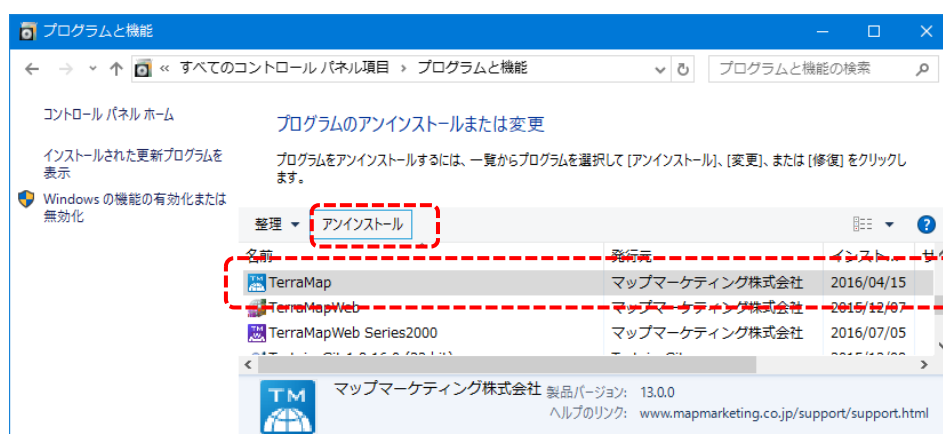 プログラムと機能
« すべてのコントロール パネル項目 › プログラムと機能
プログラムと機能の検索
コントロール パネル ホーム
インストールされた更新プログラムを
表示
Windows の機能の有効化または
無効化
プログラムのアンインストールまたは変更
プログラムをアンインストールするには、一覧からプログラムを選択して [アンインストール]、[変更]、または [修復] をクリックし
ます。
整理 アンインストール
名前 発行元 インスト... サイ
TerraMap マップマーケティング株式会社 2016/04/15
TerraMapWeb マップマーケティング株式会社 2015/12/07
TerraMapWeb Series2000 マップマーケティング株式会社 2016/07/05
TM マップマーケティング株式会社 製品バージョン: 13.0.0
ヘルプのリンク: www.mapmarketing.co.jp/support/support.html